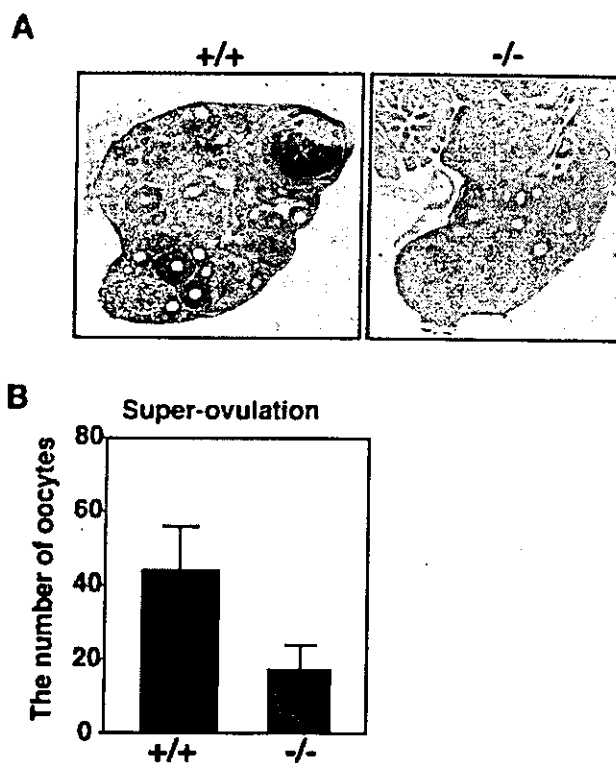 A
+/+
-/-
B
Super-ovulation
The number of oocytes
80
60
40
20
0
+/+
-/-